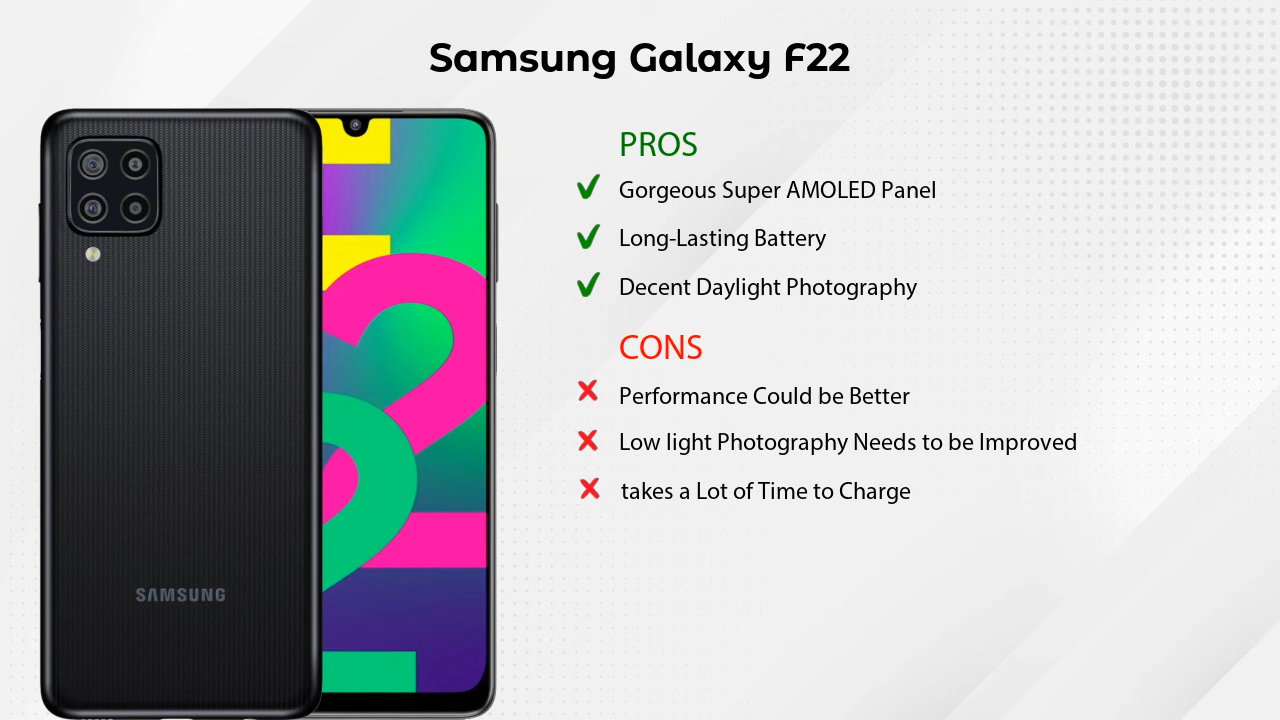 Samsung Galaxy F22
PROS
Gorgeous Super AMOLED Panel
Long-Lasting Battery
Decent Daylight Photography
CONS
Performance Could be Better
Low light Photography Needs to be Improved
takes a Lot of Time to Charge
SAMSUNG